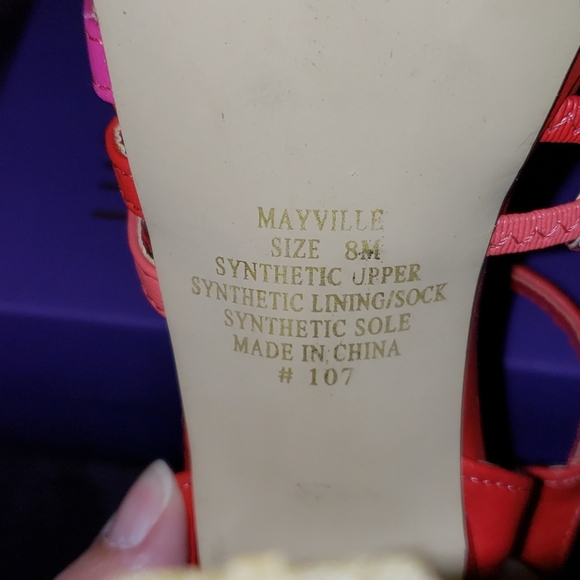 MAYVILLE
SIZE 8M
SYNTHETIC UPPER
SYNTHETIC LINING/SOCK
SYNTHETIC SOLE
MADE IN CHINA
# 107